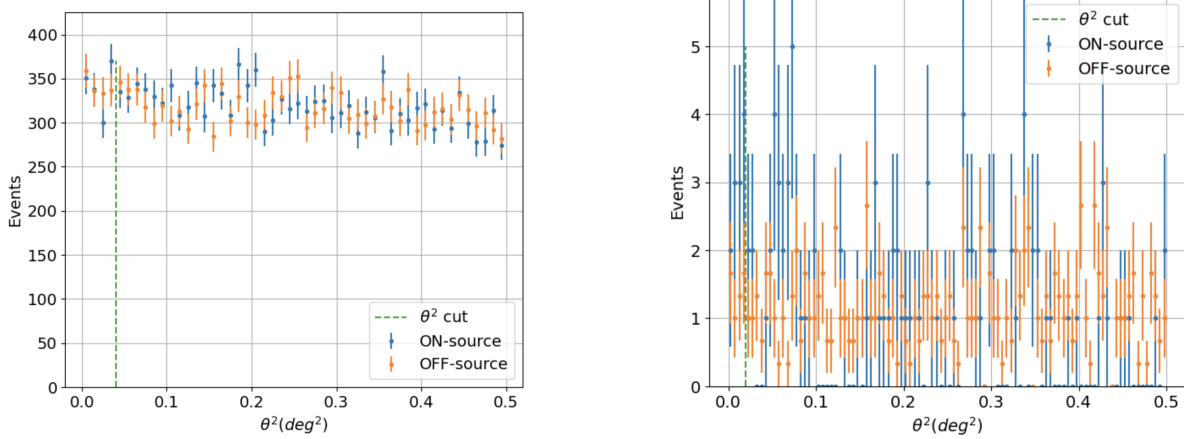 400
350
300
250
200
150
100
50
0
Events
0.0 0.1 0.2 0.3 0.4 0.5
θ²(deg²)
θ² cut
ON-source
OFF-source
5
4
3
2
1
0
Events
0.0 0.1 0.2 0.3 0.4 0.5
θ²(deg²)
θ² cut
ON-source
OFF-source